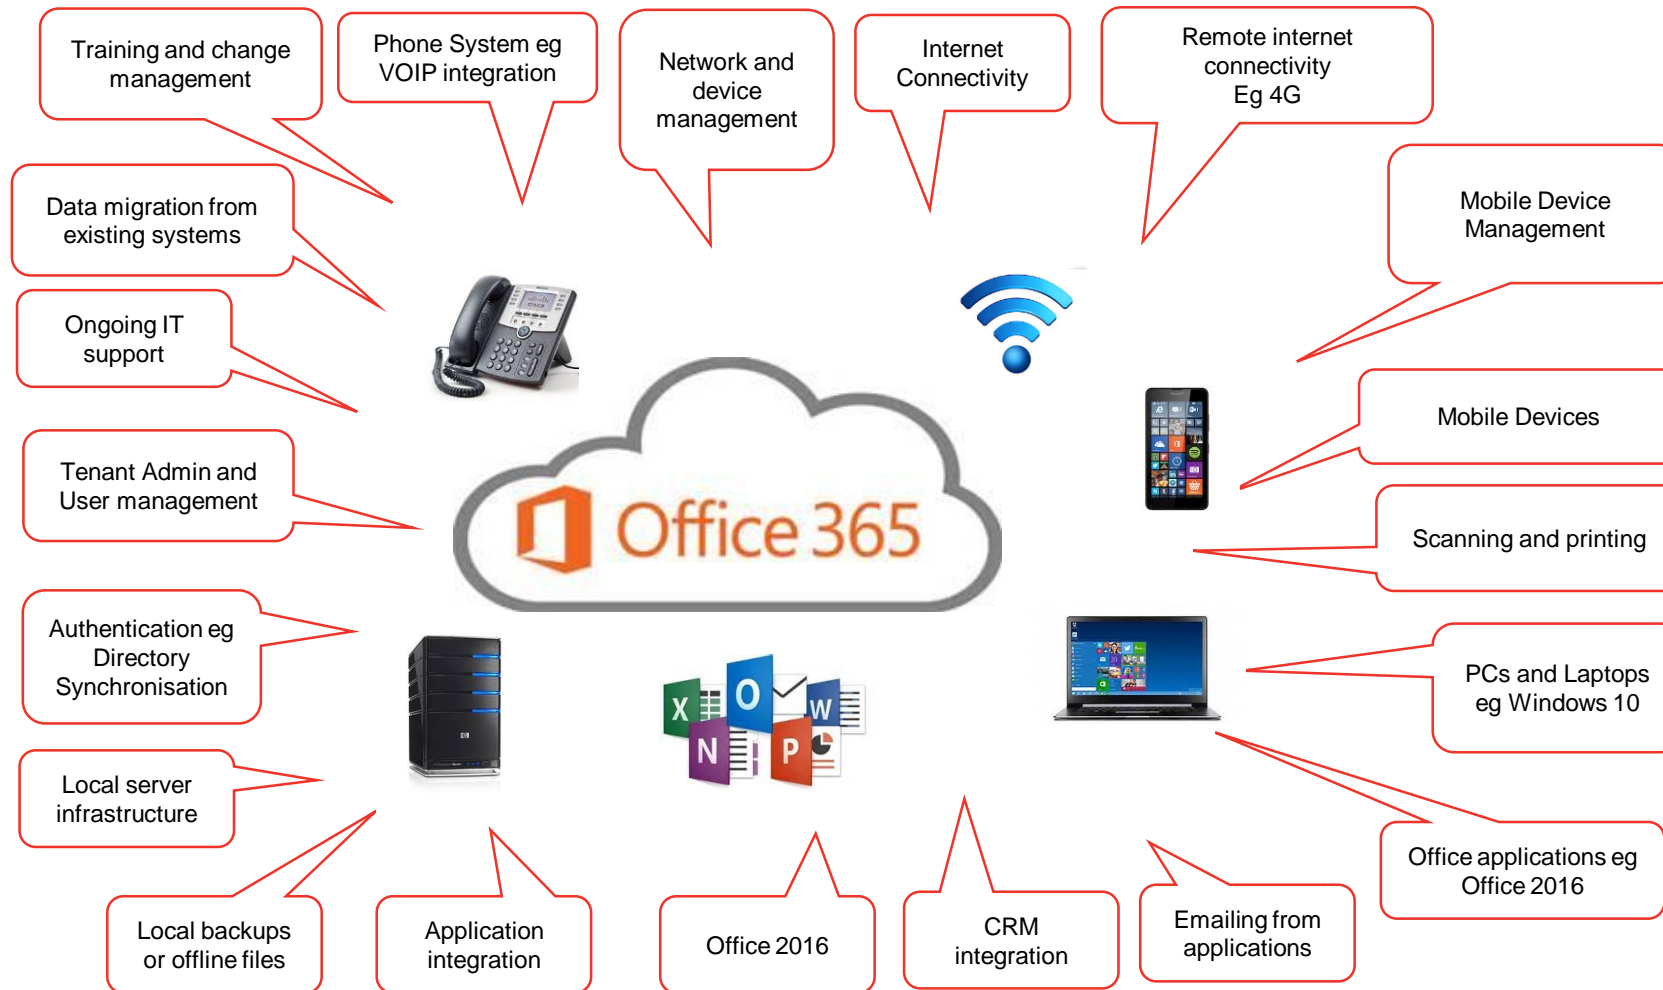 Training and change
management
Phone System eg
VOIP integration
Network and
device
management
Internet
Connectivity
Remote internet
connectivity
Eg 4G
Data migration from
existing systems
Mobile Device
Management
Ongoing IT
support
Mobile Devices
Tenant Admin and
User management
Office 365
Scanning and printing
Authentication eg
Directory
Synchronisation
PCs and Laptops
eg Windows 10
X
O
W
N
P
Local server
infrastructure
Office applications eg
Office 2016
Local backups
or offline files
Application
integration
Office 2016
CRM
integration
Emailing from
applications